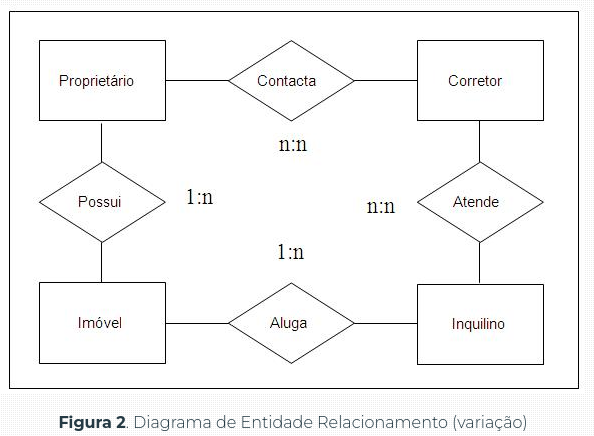 Proprietário Contacta Corretor
n:n
Possui 1:n n:n Atende
1:n
Imóvel Aluga Inquilino
Figura 2. Diagrama de Entidade Relacionamento (variação)